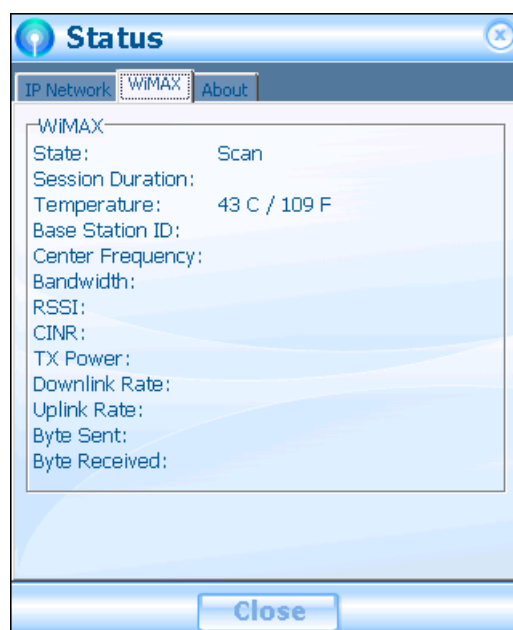 Status
IP Network WiMAX About
WiMAX
State: Scan
Session Duration:
Temperature: 43 C / 109 F
Base Station ID:
Center Frequency:
Bandwidth:
RSSI:
CINR:
TX Power:
Downlink Rate:
Uplink Rate:
Byte Sent:
Byte Received:
Close